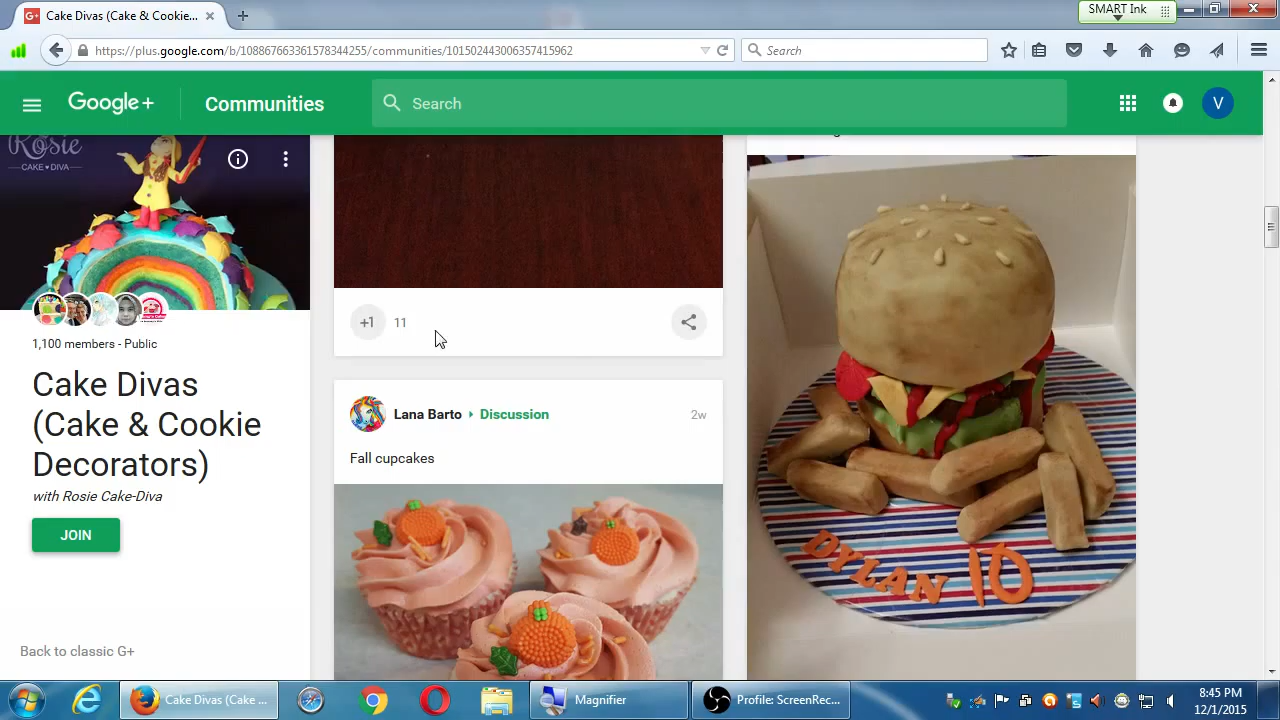 Cake Divas (Cake & Cookie...
SMART Ink
https://plus.google.com/b/108867663361578344255/communities/101502443006357415962
Search
Google+
Communities
Search
V
Rosie
CAKE DIVA
1,100 members - Public
Cake Divas
(Cake & Cookie
Decorators)
with Rosie Cake-Diva
JOIN
Back to classic G+
+1
11
Lana Barto
Discussion
2w
Fall cupcakes
DYLAN 10
Cake Divas (Cake ...
Magnifier
Profile: ScreenRec...
8:45 PM
12/1/2015